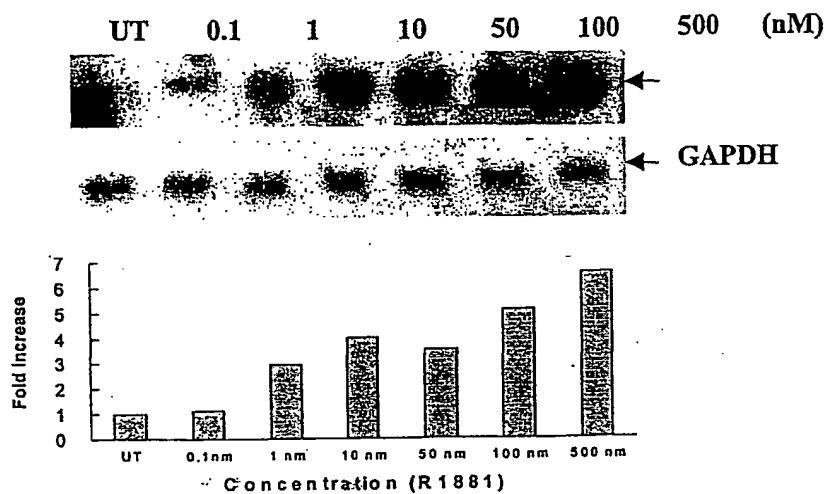 UT 0.1 1 10 50 100 500 (nM)
GAPDH
7
6
5
4
3
2
1
0
Fold Increase
UT 0.1nm 1 nm 10 nm 50 nm 100 nm 500 nm
Concentration (R1881)